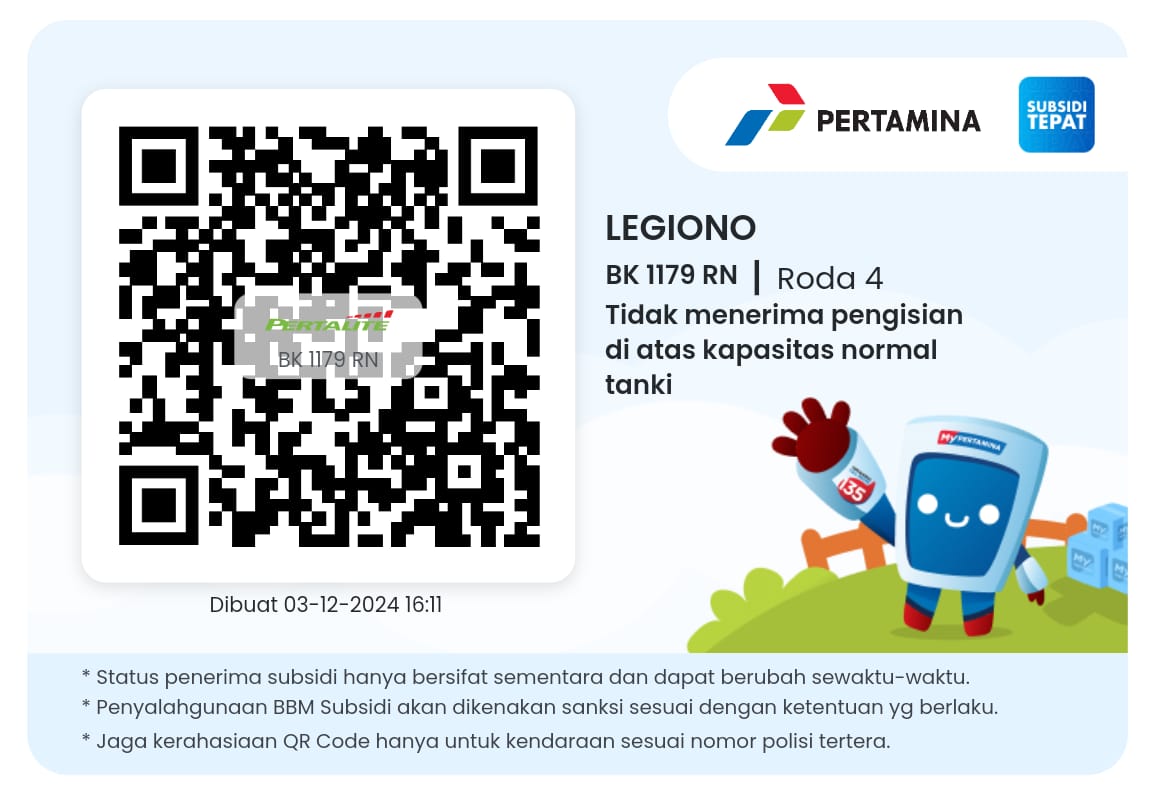 PERTAMINA
SUBSIDI
TEPAT
LEGIONO
BK 1179 RN | Roda 4
Tidak menerima pengisian
di atas kapasitas normal
tanki
PERTALITE
BK 1179 RN
Dibuat 03-12-2024 16:11
My PERTAMINA
135
My
My
My
* Status penerima subsidi hanya bersifat sementara dan dapat berubah sewaktu-waktu.
* Penyalahgunaan BBM Subsidi akan dikenakan sanksi sesuai dengan ketentuan yg berlaku.
* Jaga kerahasiaan QR Code hanya untuk kendaraan sesuai nomor polisi tertera.